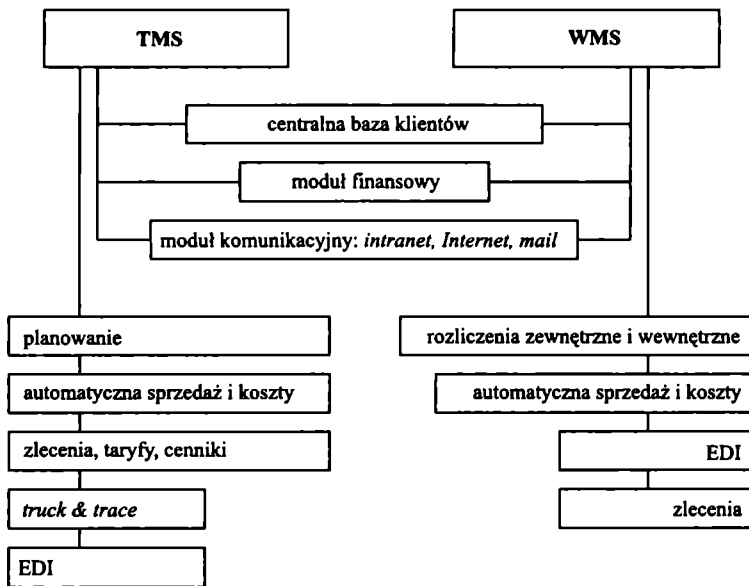 TMS
WMS
centralna baza klientów
moduł finansowy
moduł komunikacyjny: intranet, Internet, mail
planowanie
rozliczenia zewnętrzne i wewnętrzne
automatyczna sprzedaż i koszty
automatyczna sprzedaż i koszty
zlecenia, taryfy, cenniki
EDI
truck & trace
zlecenia
EDI